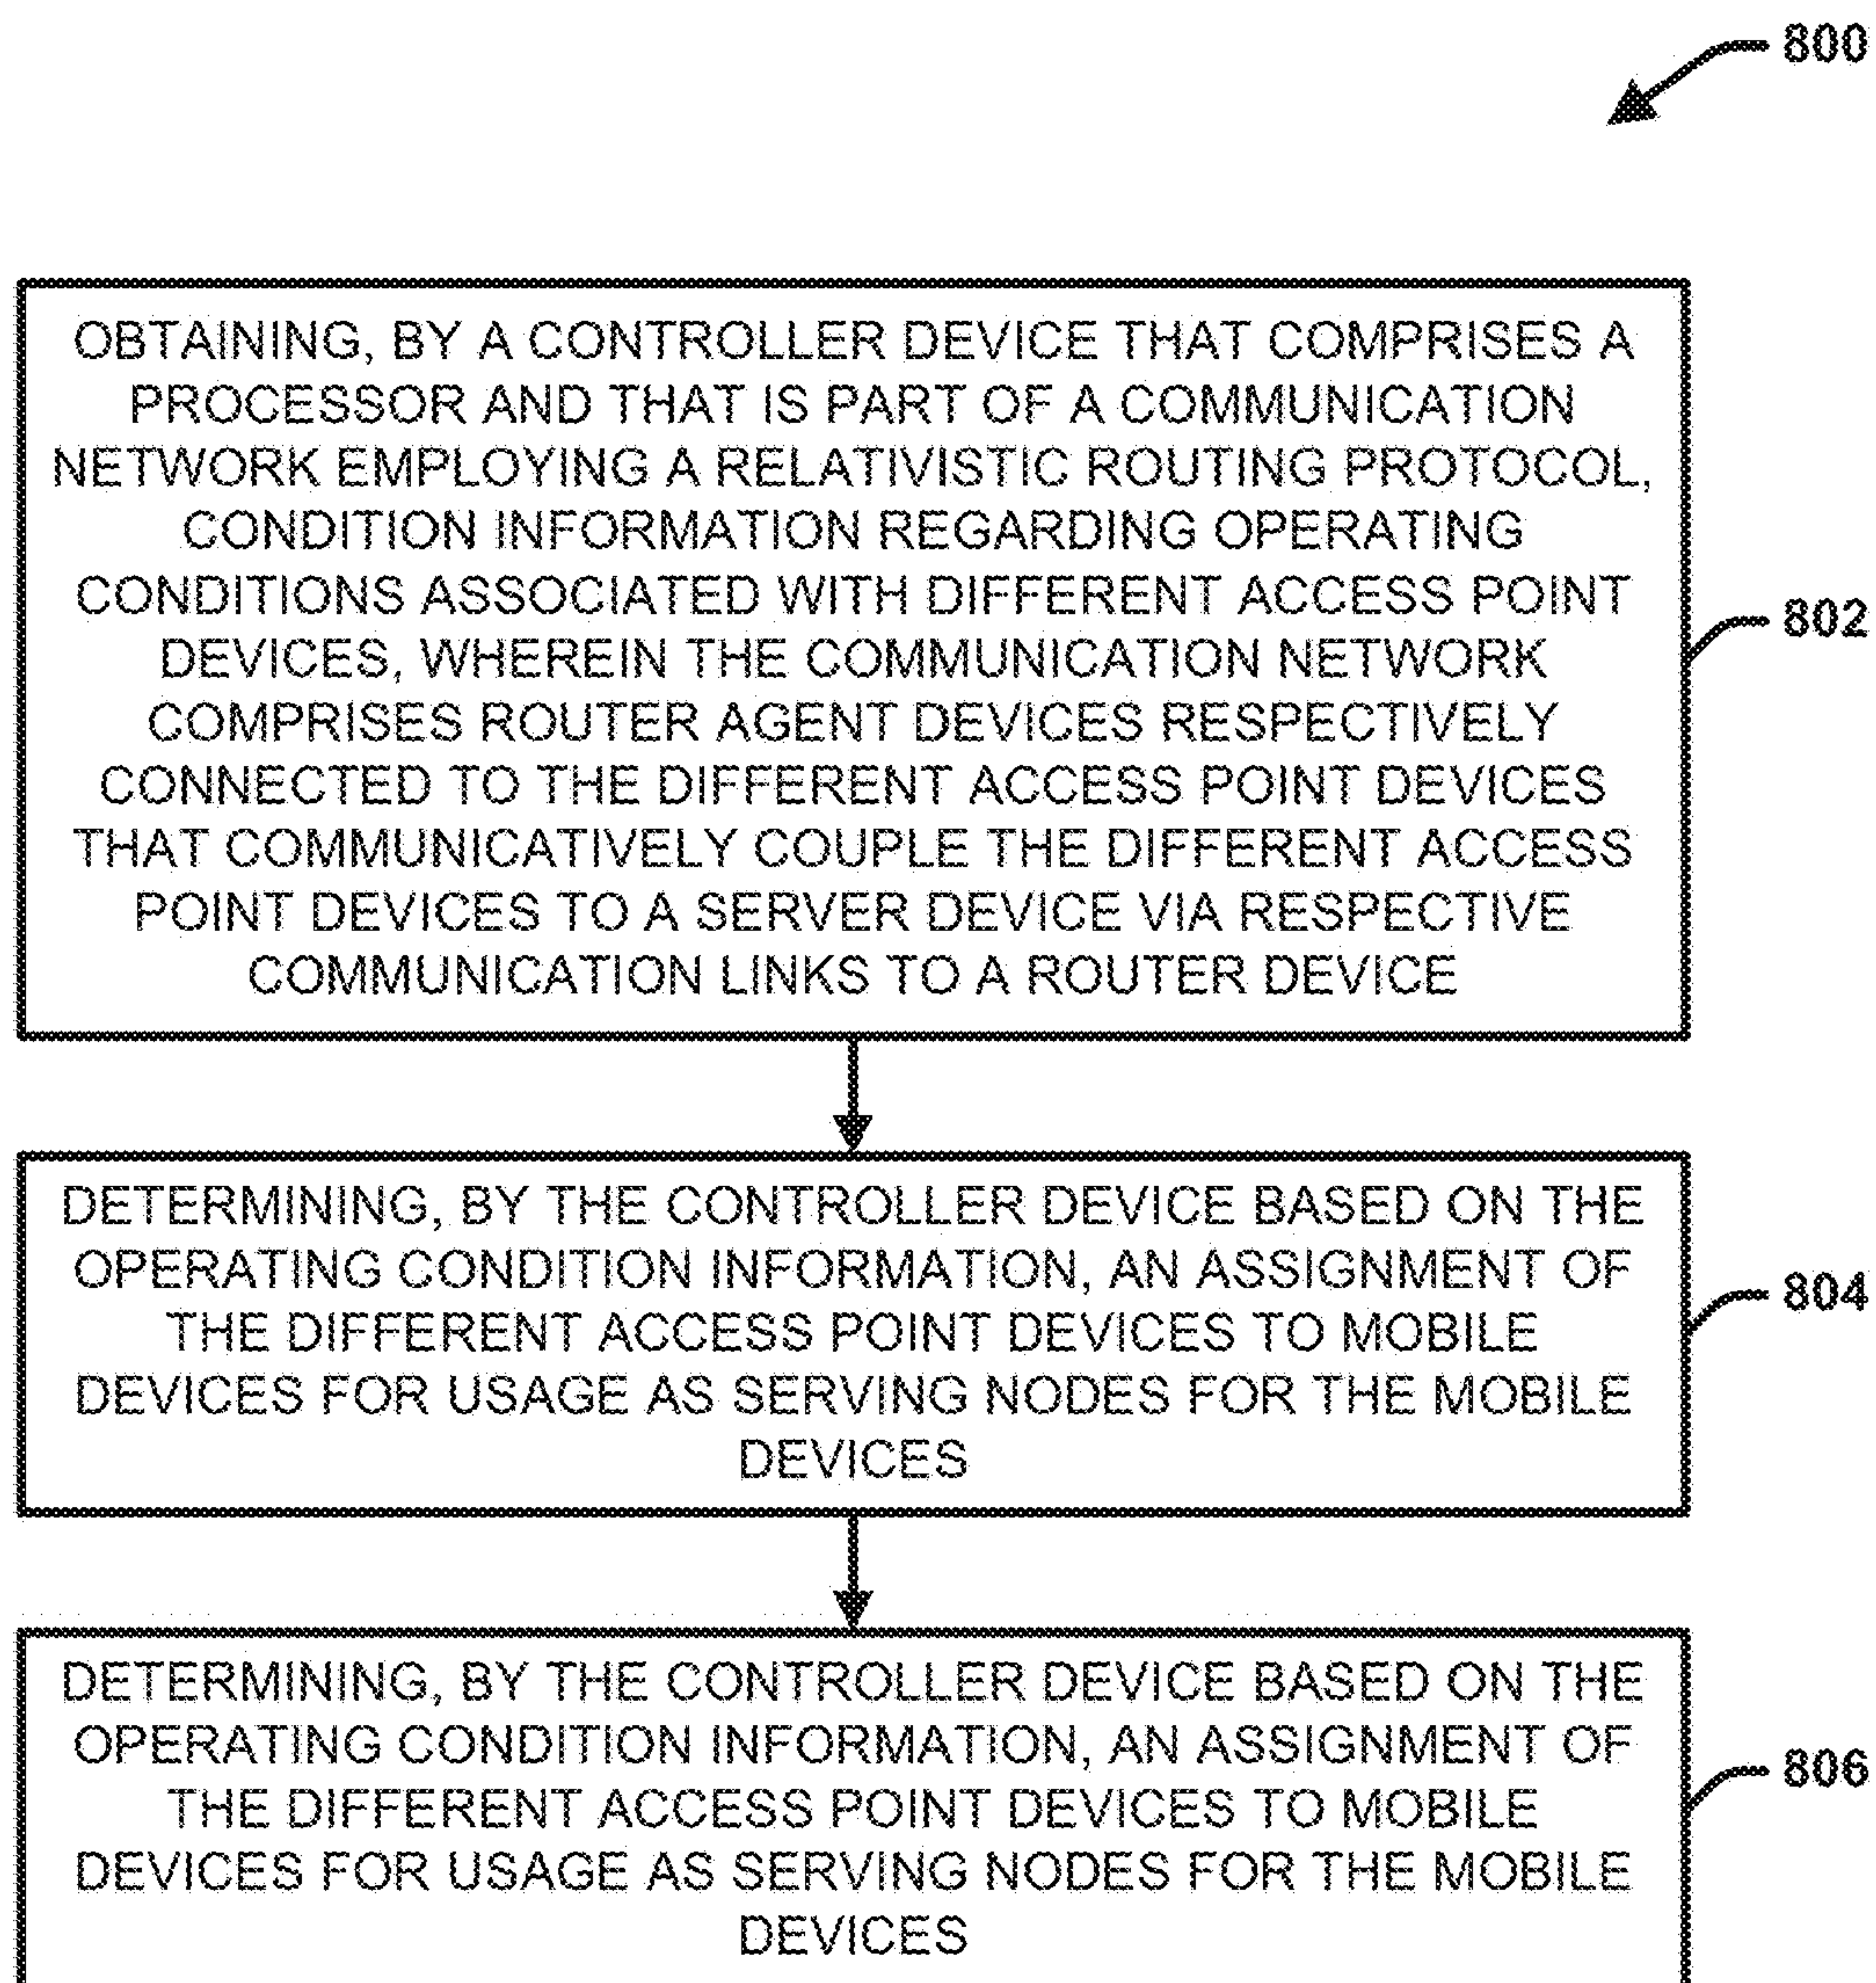 800
OBTAINING, BY A CONTROLLER DEVICE THAT COMPRISES A
PROCESSOR AND THAT IS PART OF A COMMUNICATION
NETWORK EMPLOYING A RELATIVISTIC ROUTING PROTOCOL,
CONDITION INFORMATION REGARDING OPERATING
CONDITIONS ASSOCIATED WITH DIFFERENT ACCESS POINT
DEVICES, WHEREIN THE COMMUNICATION NETWORK
COMPRISES ROUTER AGENT DEVICES RESPECTIVELY
CONNECTED TO THE DIFFERENT ACCESS POINT DEVICES
THAT COMMUNICATIVELY COUPLE THE DIFFERENT ACCESS
POINT DEVICES TO A SERVER DEVICE VIA RESPECTIVE
COMMUNICATION LINKS TO A ROUTER DEVICE
802
DETERMINING, BY THE CONTROLLER DEVICE BASED ON THE
OPERATING CONDITION INFORMATION, AN ASSIGNMENT OF
THE DIFFERENT ACCESS POINT DEVICES TO MOBILE
DEVICES FOR USAGE AS SERVING NODES FOR THE MOBILE
DEVICES
804
DETERMINING, BY THE CONTROLLER DEVICE BASED ON THE
OPERATING CONDITION INFORMATION, AN ASSIGNMENT OF
THE DIFFERENT ACCESS POINT DEVICES TO MOBILE
DEVICES FOR USAGE AS SERVING NODES FOR THE MOBILE
DEVICES
806